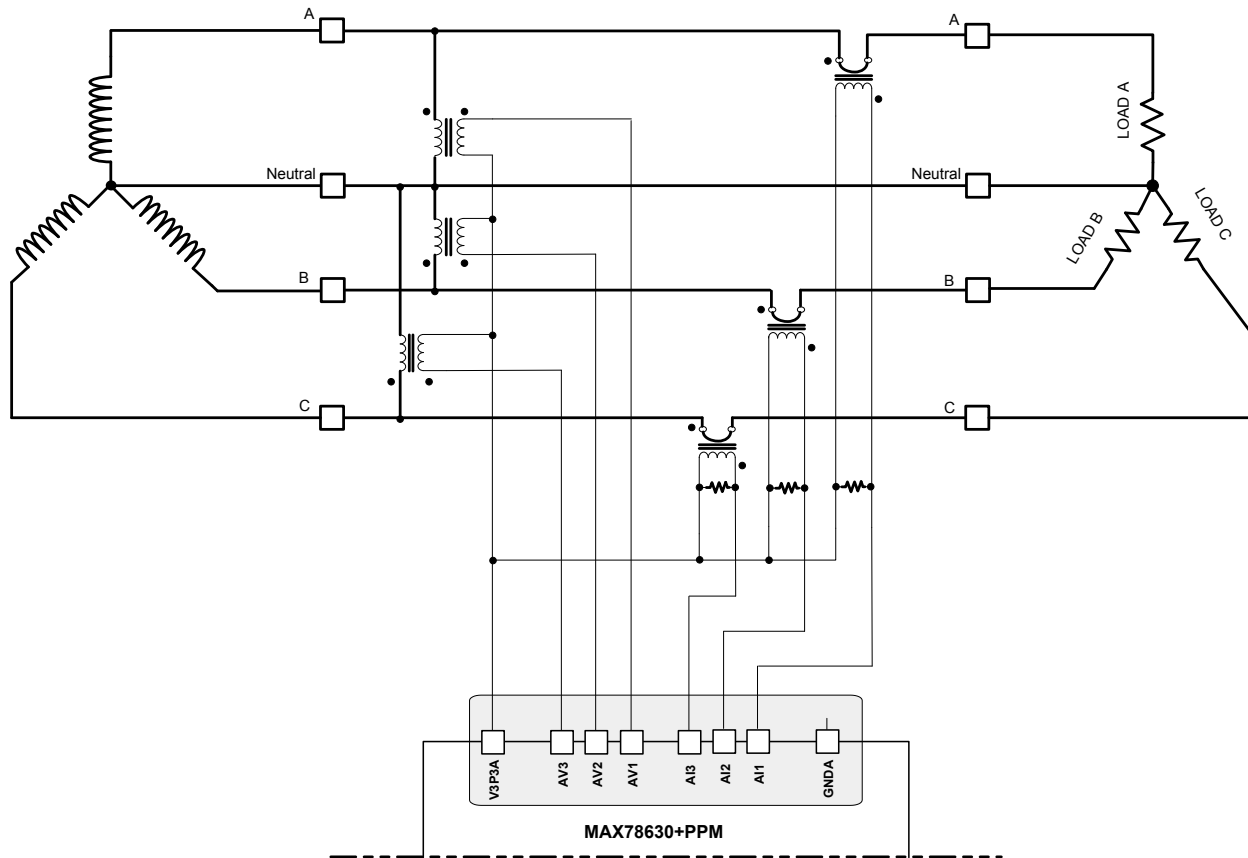 A
A
LOAD A
Neutral
Neutral
LOAD B
LOAD C
B
B
C
C
V3P3A
AV3
AV2
AV1
AI3
AI2
AI1
GNDA
MAX78630+PPM